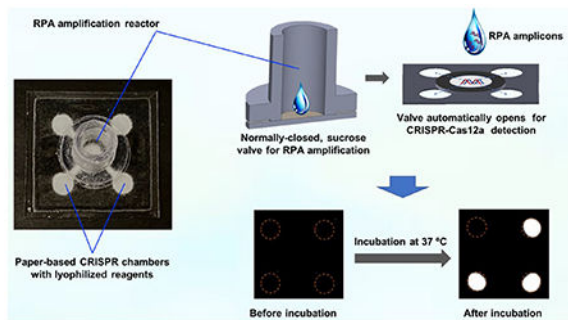 RPA amplification reactor
RPA amplicons
Normally-closed, sucrose
valve for RPA amplification
Valve automatically opens for
CRISPR-Cas12a detection
Paper-based CRISPR chambers
with lyophilized reagents
Incubation at 37 ºC
Before incubation
After incubation